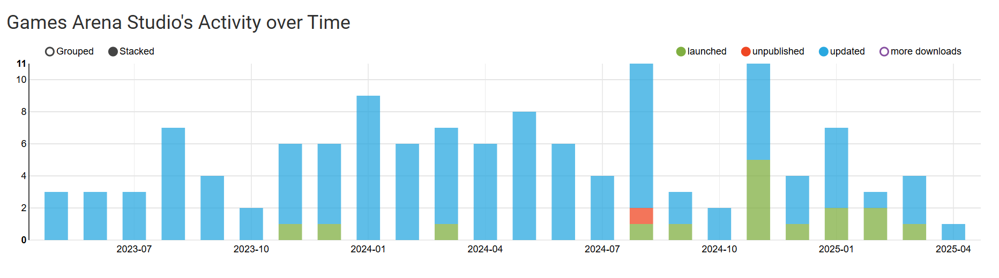 Games Arena Studio's Activity over Time
Grouped Stacked launched unpublished updated more downloads
11
10
8
6
4
2
0
2023-07 2023-10 2024-01 2024-04 2024-07 2024-10 2025-01 2025-04